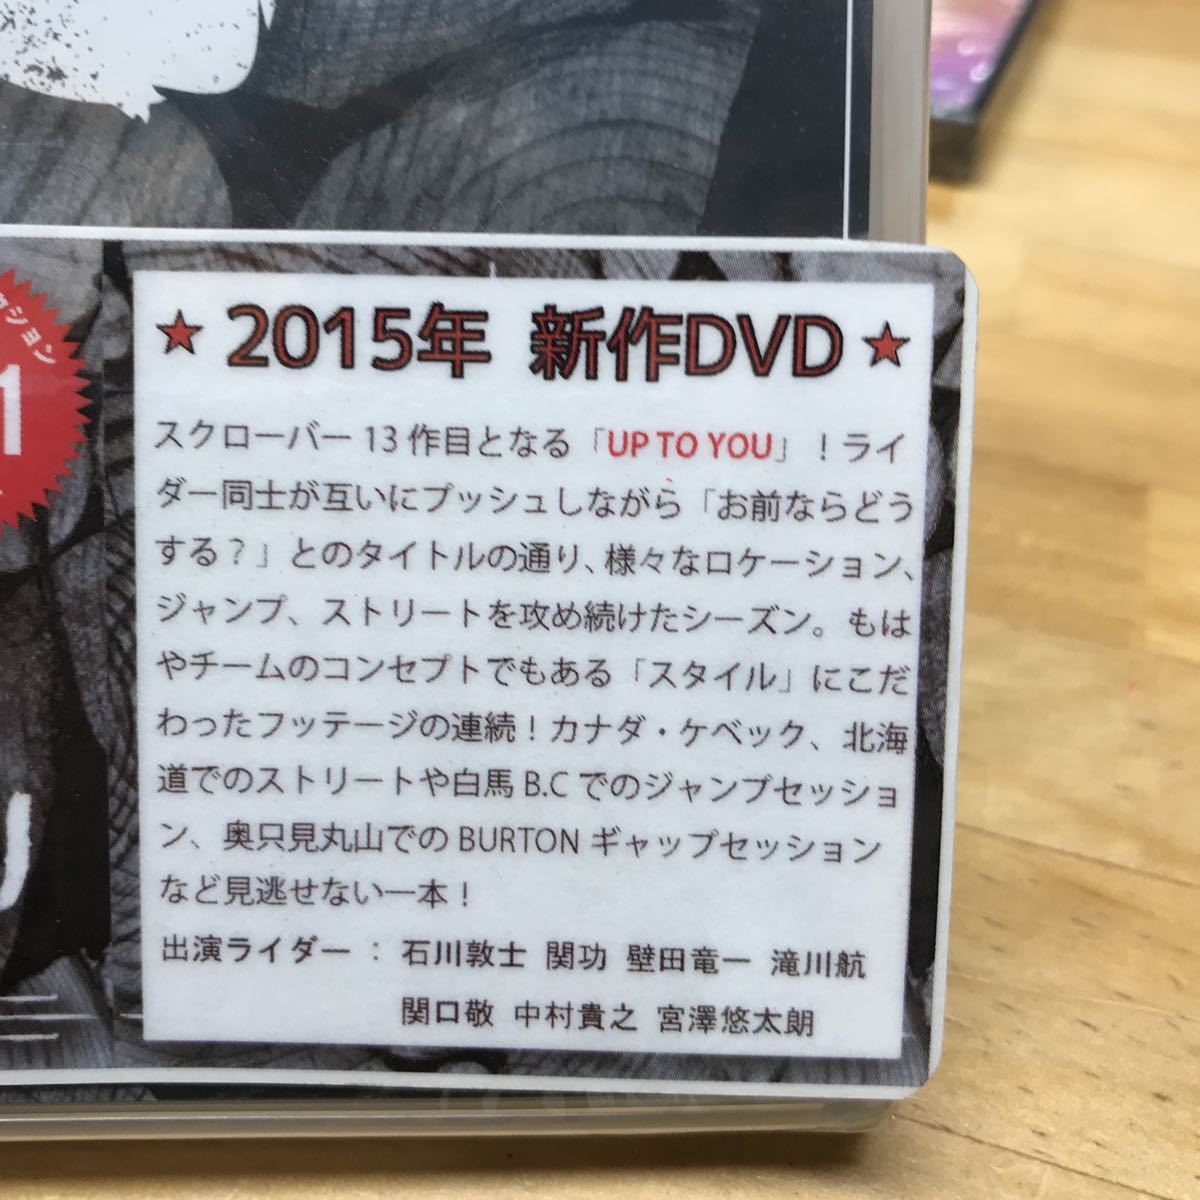 ★ 2015年 新作DVD ★
スクローバー 13 作目となる「UP TO YOU」！ライ
ダー同士が互いにプッシュしながら「お前ならどう
する？」とのタイトルの通り、様々なロケーション、
ジャンプ、ストリートを攻め続けたシーズン。もは
やチームのコンセプトでもある「スタイル」にこだ
わったフッテージの連続！カナダ・ケベック、北海
道でのストリートや白馬 B.C でのジャンプセッショ
ン、奥只見丸山での BURTON ギャップセッション
など見逃せない一本！
出演ライダー： 石川敦士 関功 壁田竜一 滝川航
関口敬 中村貴之 宮澤悠太朗
ション
1